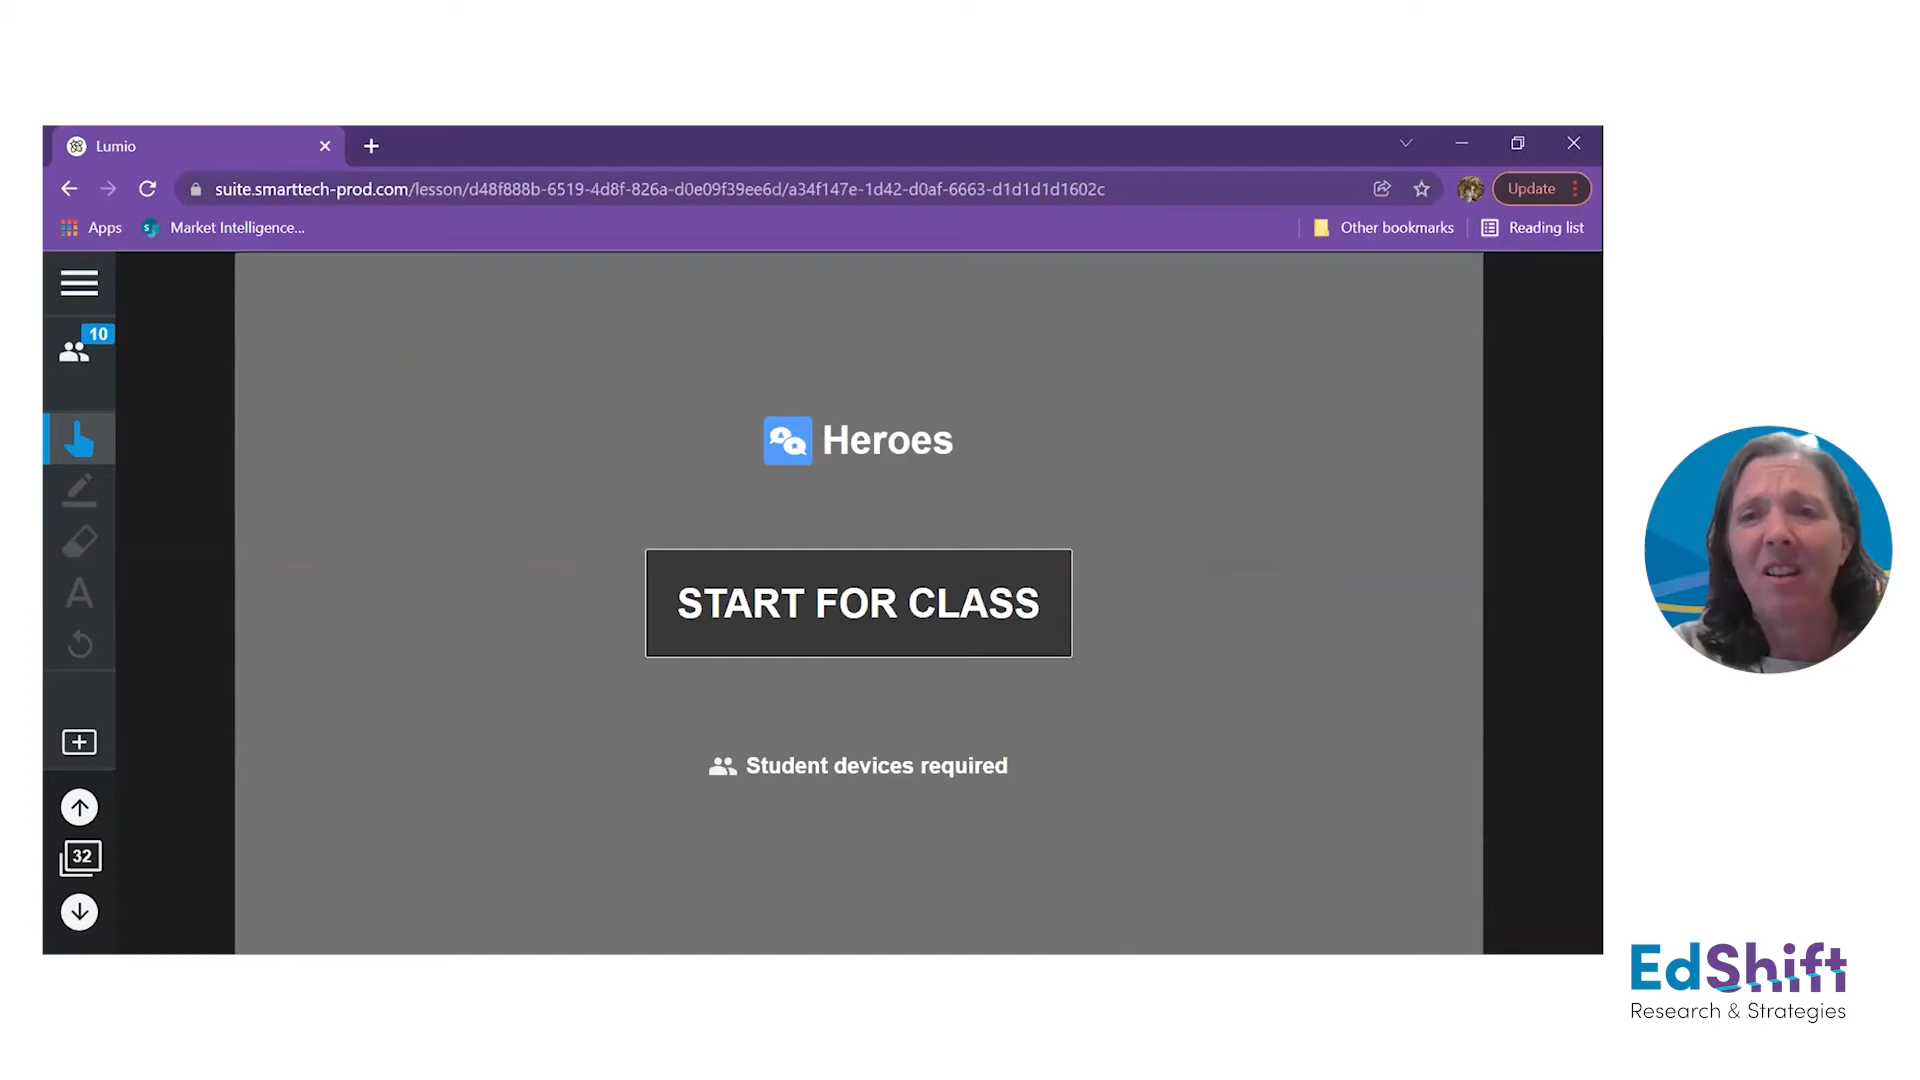 Lumio
suite.smarttech-prod.com/lesson/d48f888b-6519-4d8f-826a-d0e09f39ee6d/a34f147e-1d42-d0af-6663-d1d1d1d1602c
Update
Apps
Market Intelligence...
Other bookmarks
Reading list
10
Heroes
START FOR CLASS
Student devices required
A
32
EdShift
Research & Strategies